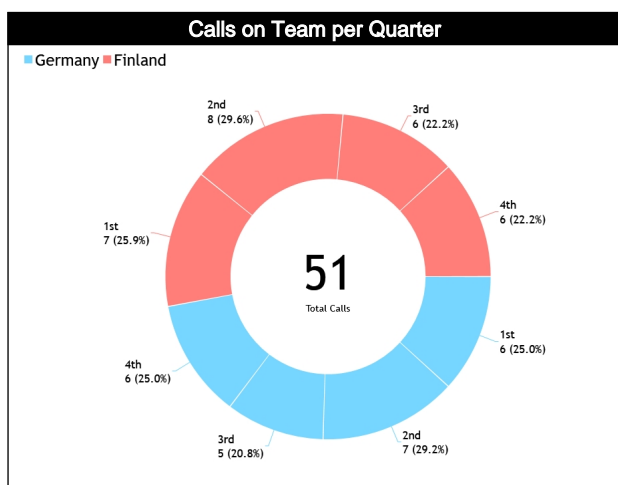 Calls on Team per Quarter
Germany Finland
2nd
8 (29.6%)
3rd
6 (22.2%)
4th
6 (22.2%)
1st
7 (25.9%)
51
Total Calls
1st
6 (25.0%)
4th
6 (25.0%)
2nd
7 (29.2%)
3rd
5 (20.8%)